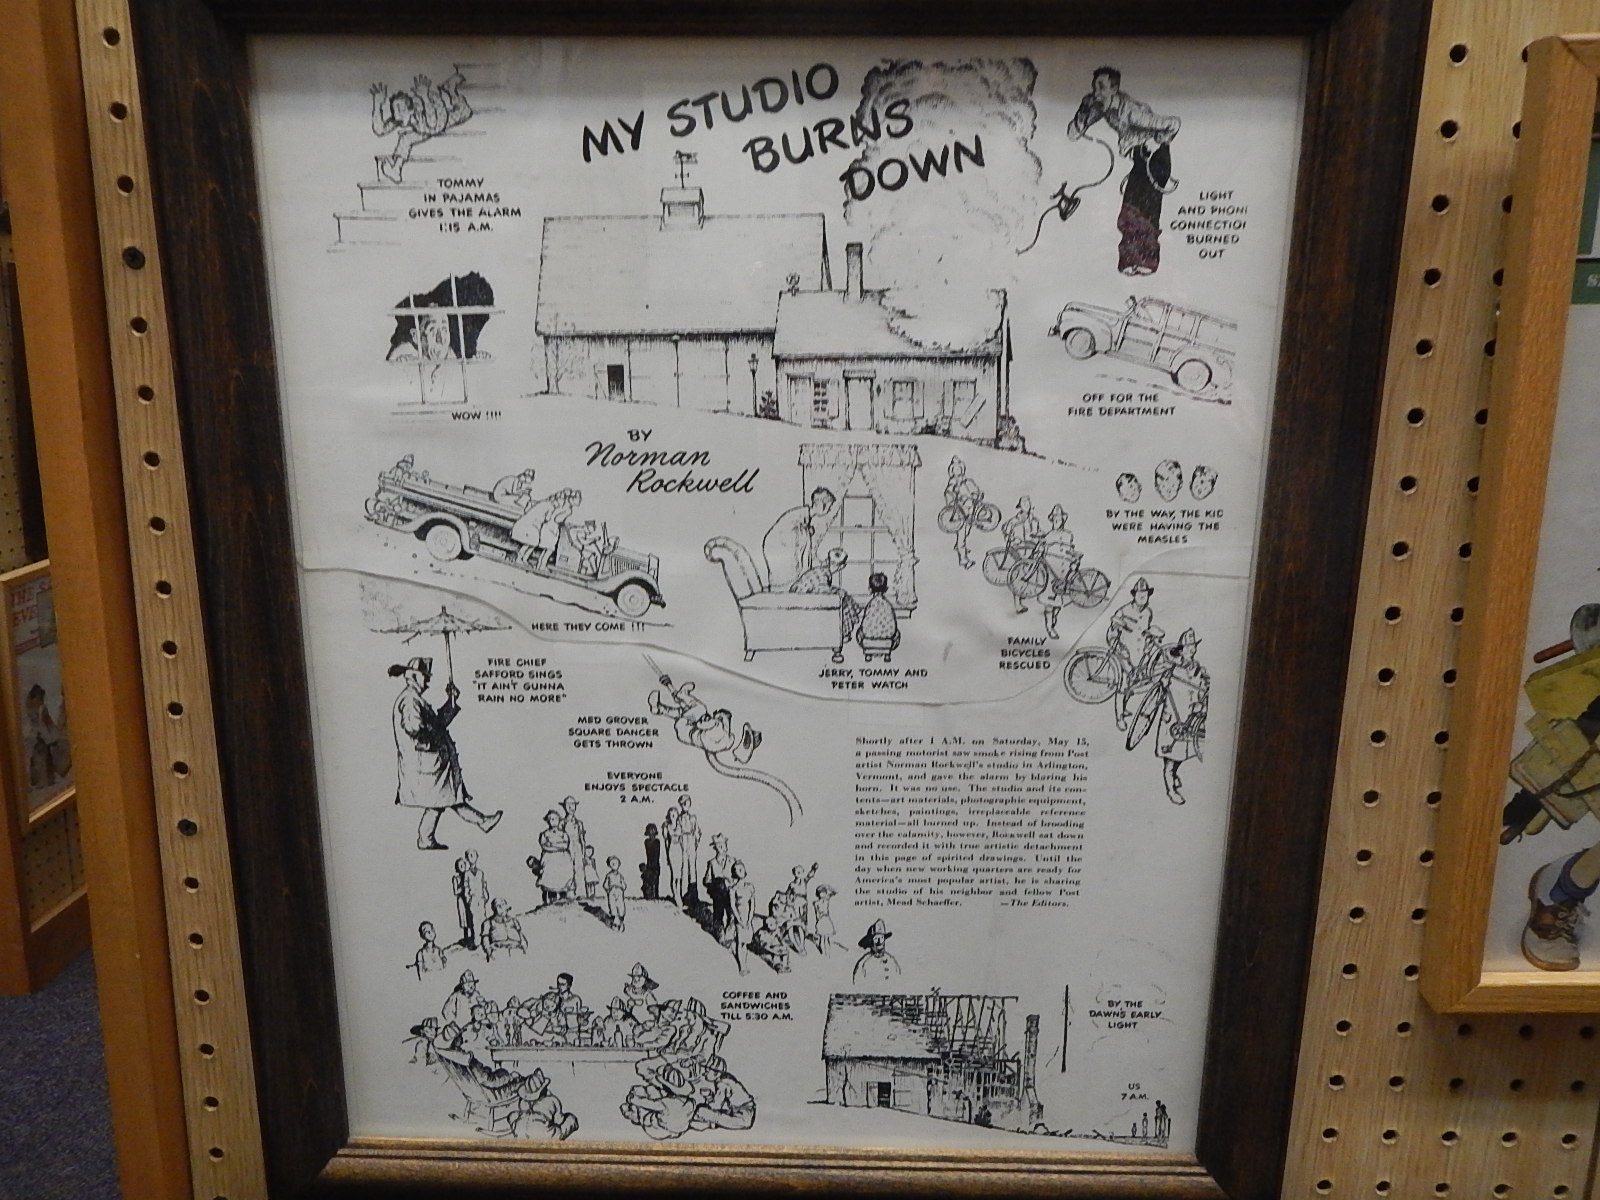 MY STUDIO
BURNS
DOWN
TOMMY
IN PAJAMAS
GIVES THE ALARM
1:15 A.M.
LIGHT
AND PHONE
CONNECTION
BURNED
OUT
WOW !!!!
OFF FOR THE
FIRE DEPARTMENT
BY
Norman
Rockwell
BY THE WAY, THE KID
WERE HAVING THE
MEASLES
HERE THEY COME !!!
FAMILY
BICYCLES
RESCUED
JERRY, TOMMY AND
PETER WATCH
FIRE CHIEF
SAFFORD SINGS
"IT AIN'T GUNNA
RAIN NO MORE"
MED GROVER
SQUARE DANCER
GETS THROWN
EVERYONE
ENJOYS SPECTACLE
2 A.M.
Shortly after 1 A.M. on Saturday, May 15,
a passing motorist saw smoke rising from Post
artist Norman Rockwell's studio in Arlington,
Vermont, and gave the alarm by blaring his
horn. It was no use. The studio and its con-
tents—art materials, photographic equipment,
sketches, paintings, irreplaceable reference
material—all burned up. Instead of brooding
over the calamity, however, Rockwell sat down
and recorded it with true artistic detachment
in this page of spirited drawings. Until the
day when new working quarters are ready for
America's most popular artist, he is sharing
the studio of his neighbor and fellow Post
artist, Mead Schaeffer. —The Editors.
COFFEE AND
SANDWICHES
TILL 5:30 A.M.
BY THE
DAWN'S EARLY
LIGHT
US
7 A.M.